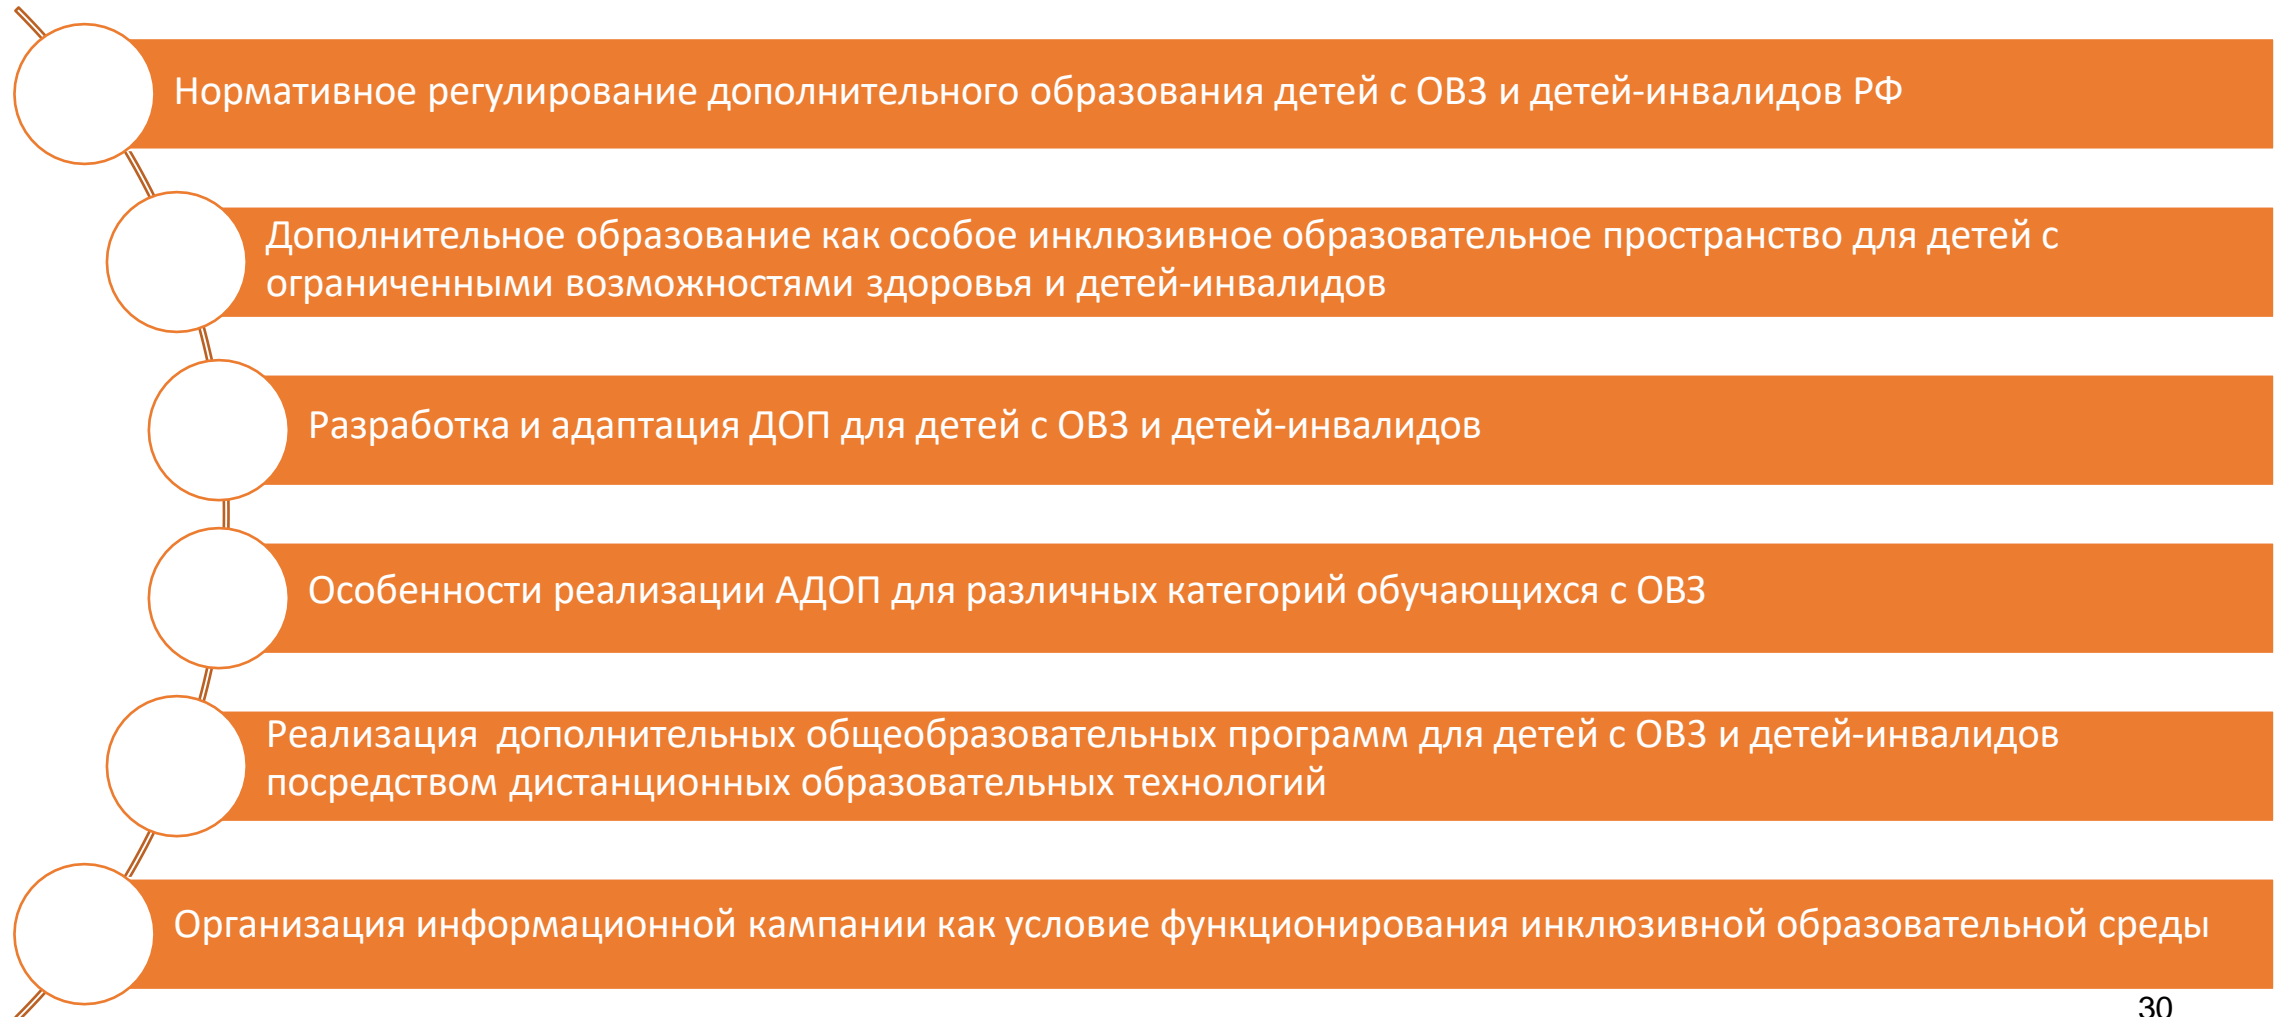 Нормативное регулирование дополнительного образования детей с ОВЗ и детей-инвалидов РФ
Дополнительное образование как особое инклюзивное образовательное пространство для детей с
ограниченными возможностями здоровья и детей-инвалидов
Разработка и адаптация ДОП для детей с ОВЗ и детей-инвалидов
Особенности реализации АДОП для различных категорий обучающихся с ОВЗ
Реализация  дополнительных общеобразовательных программ для детей с ОВЗ и детей-инвалидов
посредством дистанционных образовательных технологий
Организация информационной кампании как условие функционирования инклюзивной образовательной среды
30